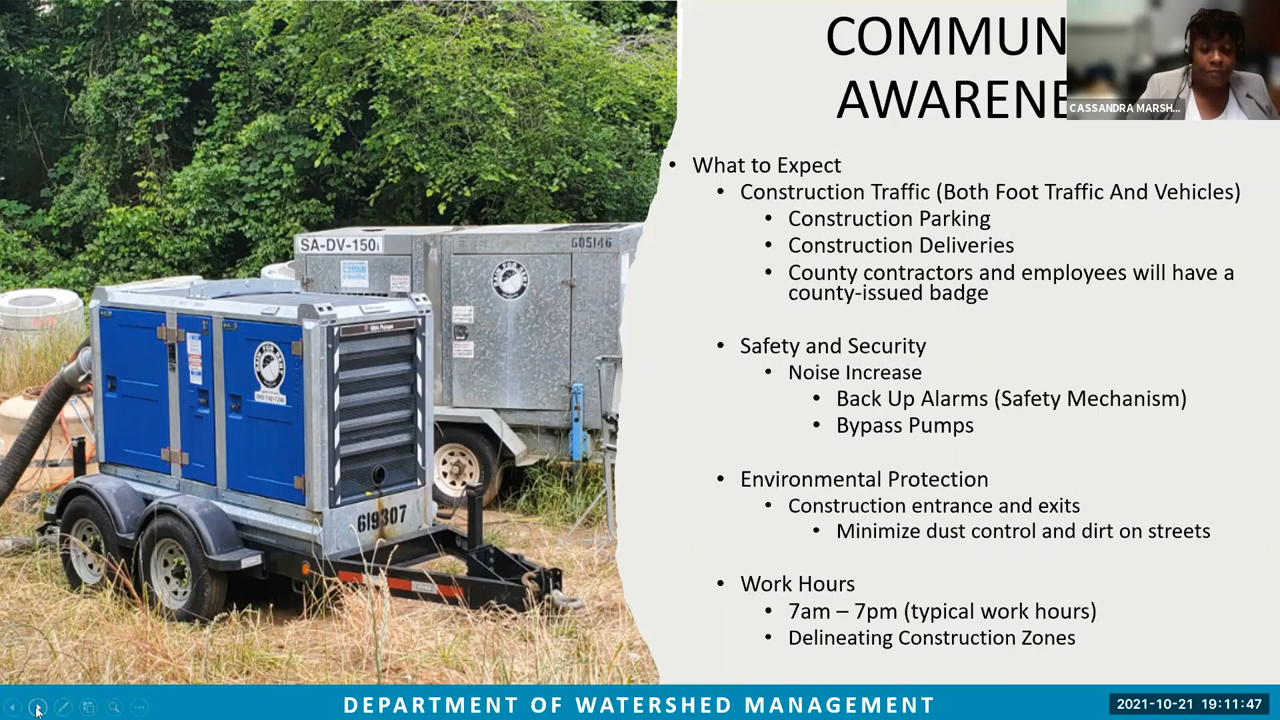 COMMUN
AWARENE
CASSANDRA MARSH...
• What to Expect
• Construction Traffic (Both Foot Traffic And Vehicles)
• Construction Parking
• Construction Deliveries
• County contractors and employees will have a
county-issued badge
• Safety and Security
• Noise Increase
• Back Up Alarms (Safety Mechanism)
• Bypass Pumps
• Environmental Protection
• Construction entrance and exits
• Minimize dust control and dirt on streets
• Work Hours
• 7am – 7pm (typical work hours)
• Delineating Construction Zones
SA-DV-150i
605146
RAIN FOR RENT
619307
DEPARTMENT OF WATERSHED MANAGEMENT
2021-10-21 19:11:47